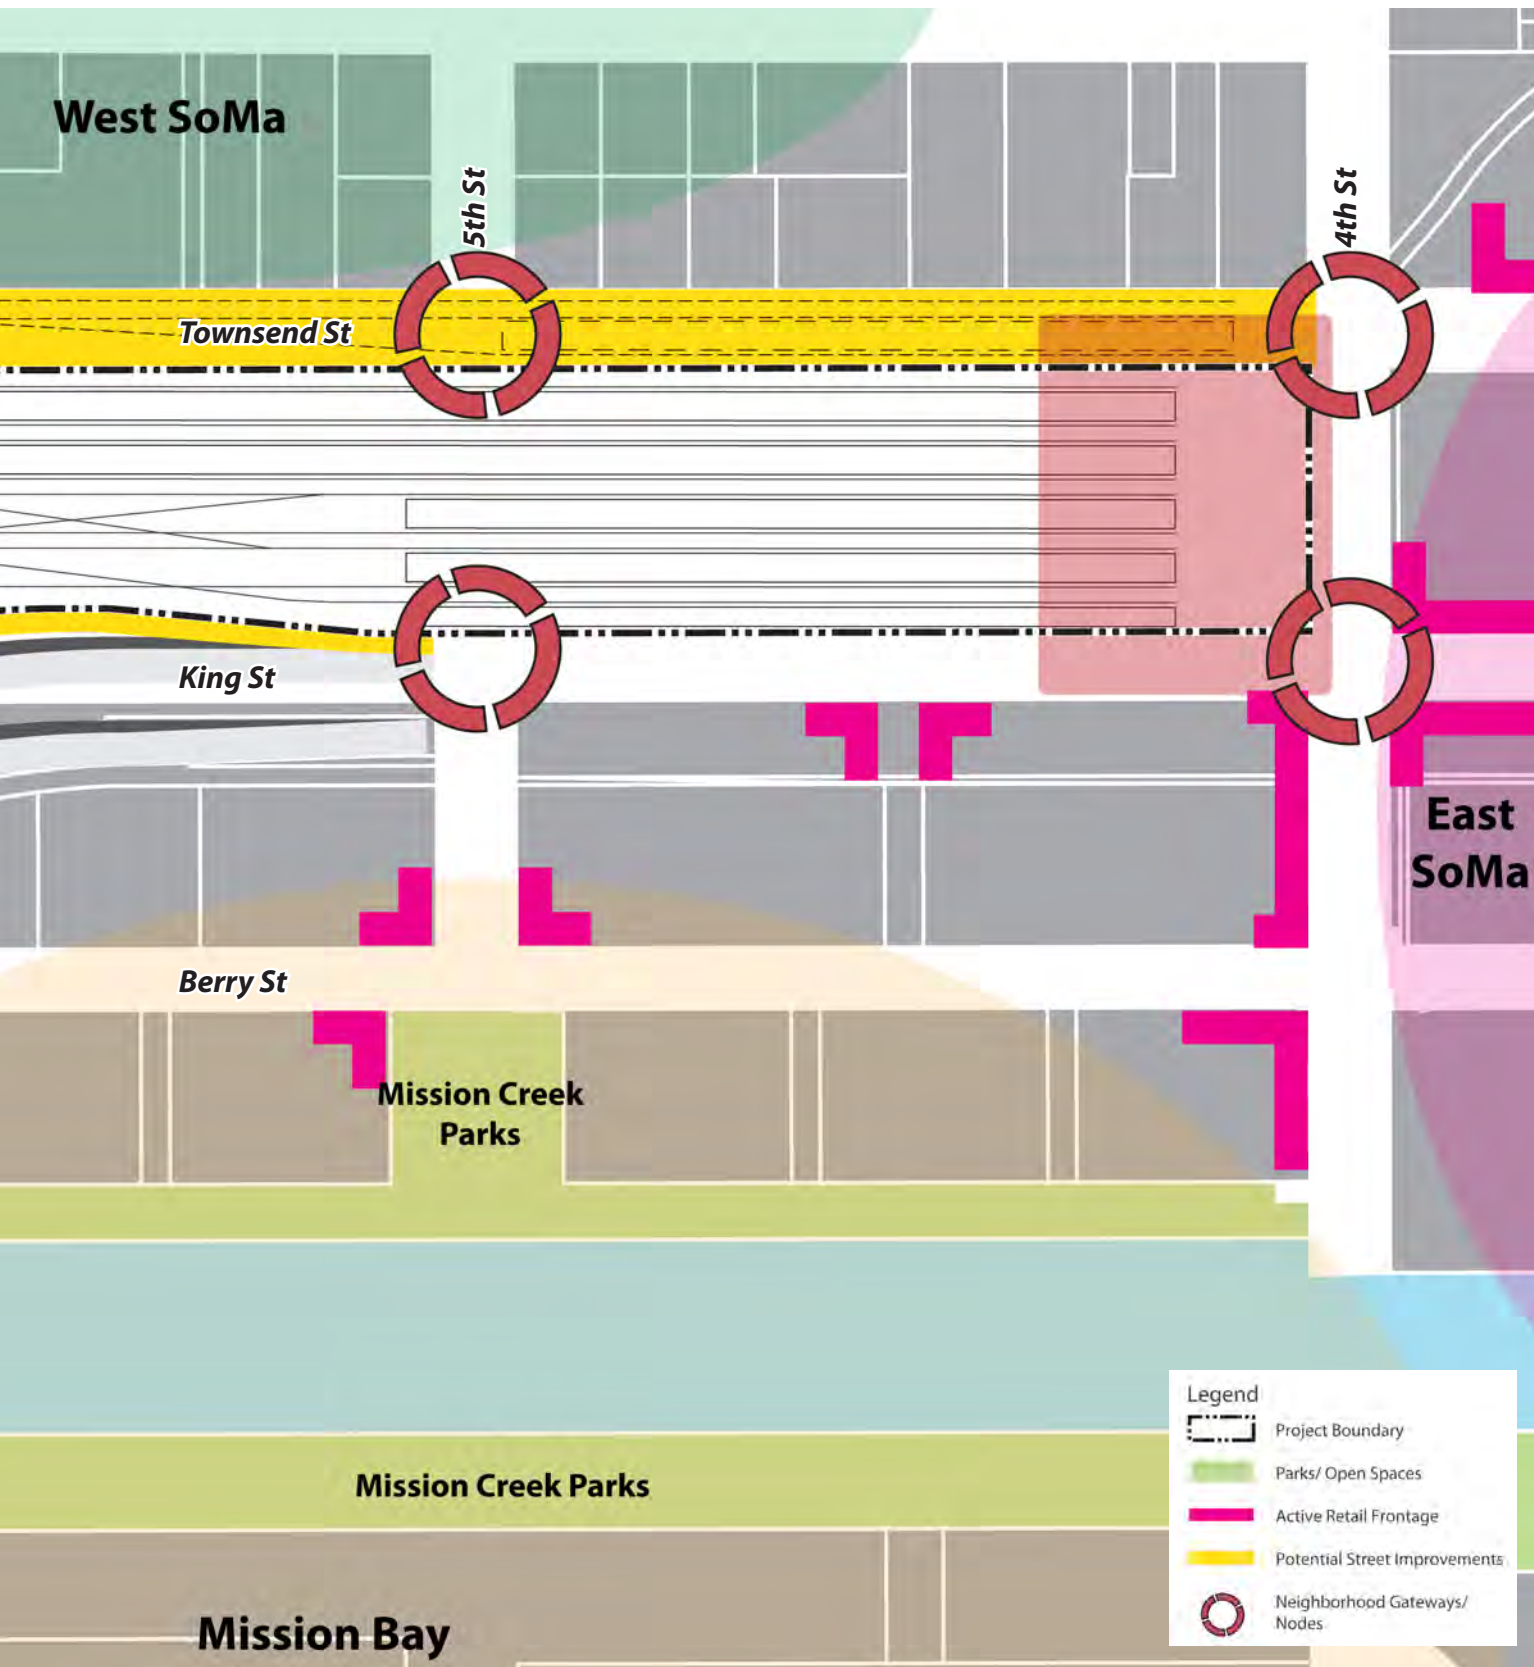 West SoMa
5th St
4th St
Townsend St
King St
East
SoMa
Berry St
Mission Creek
Parks
Mission Creek Parks
Mission Bay
Legend
Project Boundary
Parks/ Open Spaces
Active Retail Frontage
Potential Street Improvements
Neighborhood Gateways/
Nodes